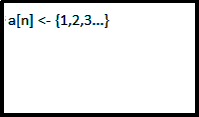 a[n] <- {1,2,3...}